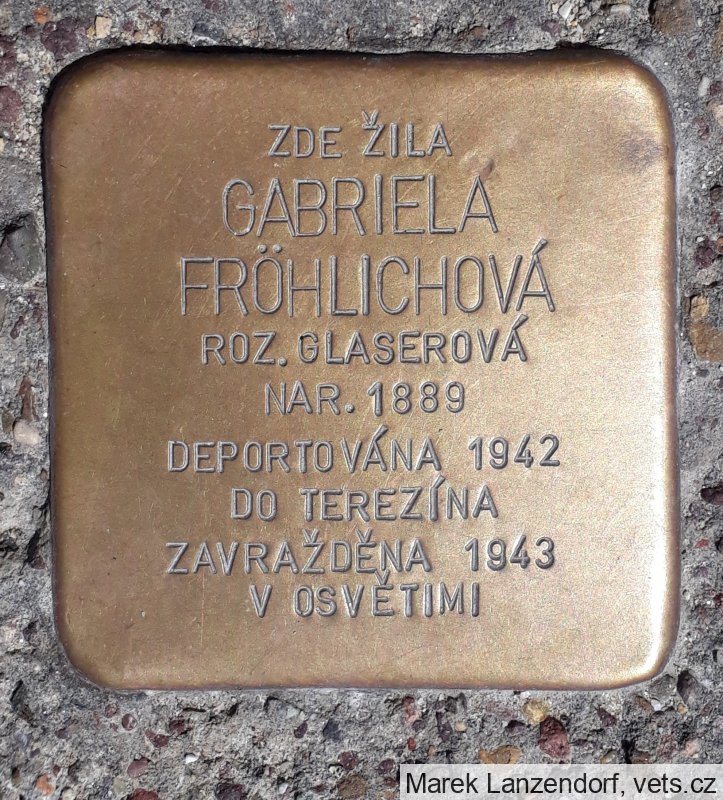 ZDE ŽILA
GABRIELA
FRÖHLICHOVÁ
ROZ. GLASEROVÁ
NAR. 1889
DEPORTOVÁNA 1942
DO TEREZÍNA
ZAVRAŽDĚNA 1943
V OSVĚTIMI
Marek Lanzendorf, vets.cz